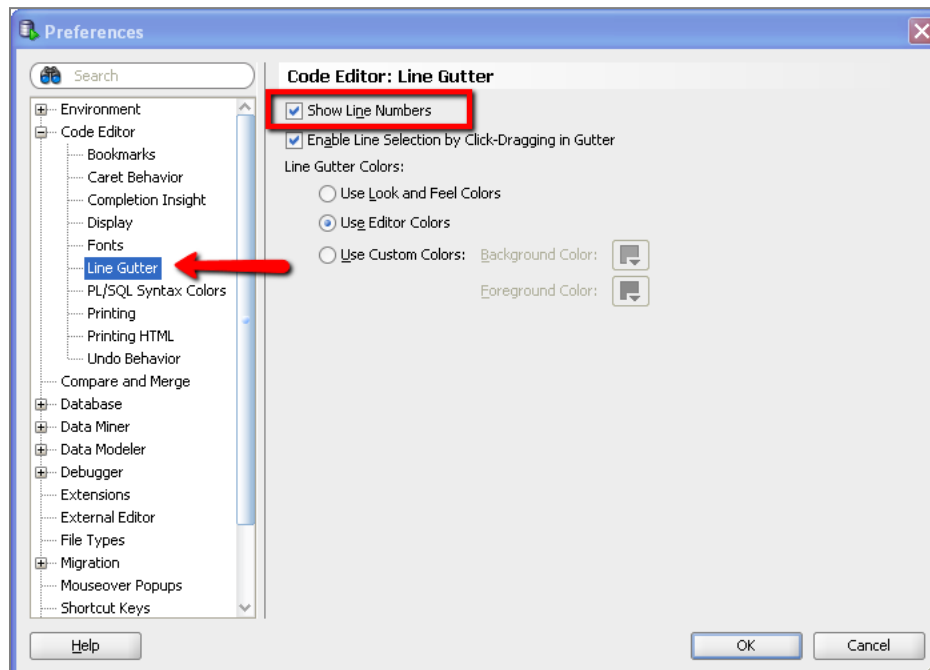 Preferences
Search
Environment
Code Editor
Bookmarks
Caret Behavior
Completion Insight
Display
Fonts
Line Gutter
PL/SQL Syntax Colors
Printing
Printing HTML
Undo Behavior
Compare and Merge
Database
Data Miner
Data Modeler
Debugger
Extensions
External Editor
File Types
Migration
Mouseover Popups
Shortcut Keys
Code Editor: Line Gutter
Show Line Numbers
Enable Line Selection by Click-Dragging in Gutter
Line Gutter Colors:
Use Look and Feel Colors
Use Editor Colors
Use Custom Colors: Background Color:
Foreground Color:
Help OK Cancel